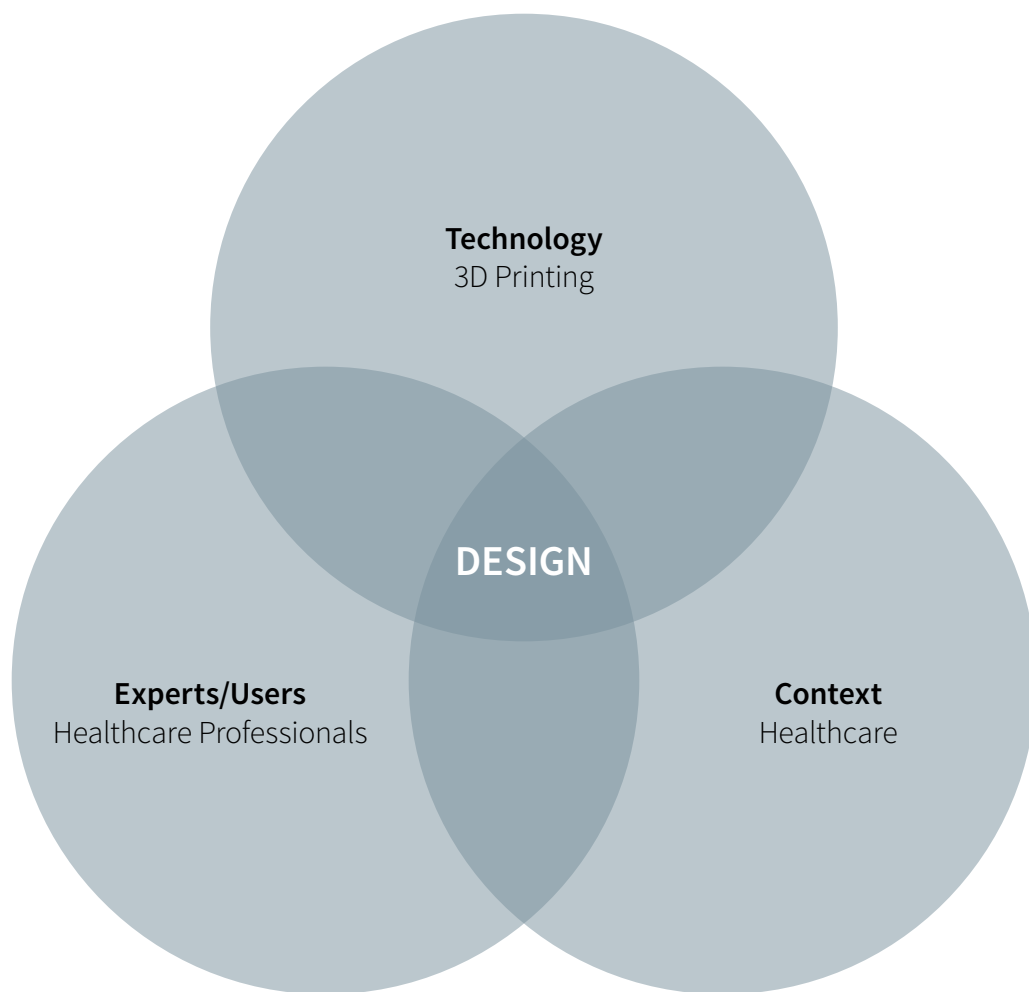 Technology
3D Printing
DESIGN
Experts/Users
Healthcare Professionals
Context
Healthcare